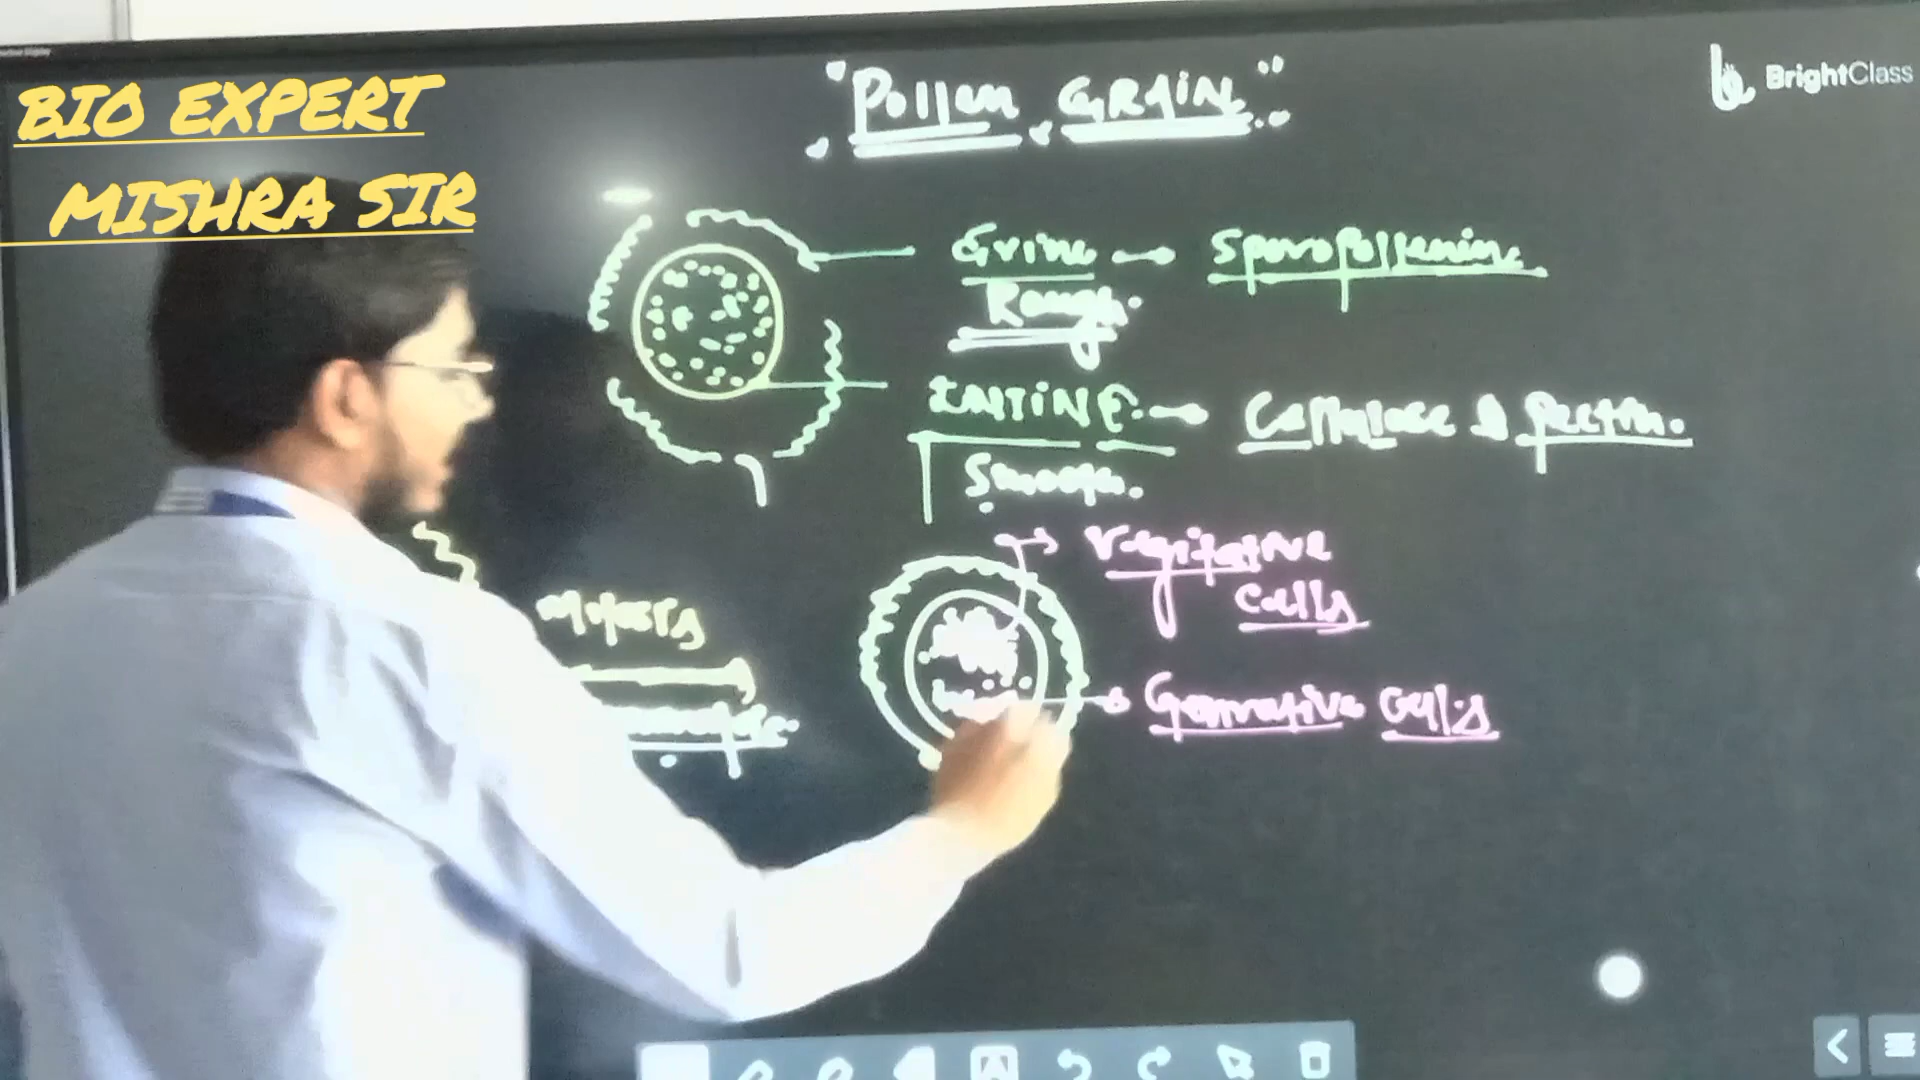 BIO EXPERT
MISHRA SIR
BrightClass
"Pollen GRAIN"
Exine → Sporopollenin
Rough.
INTINE → Cellulose & Pectin.
Smooth.
Vegitative
Cells
Generative Cells